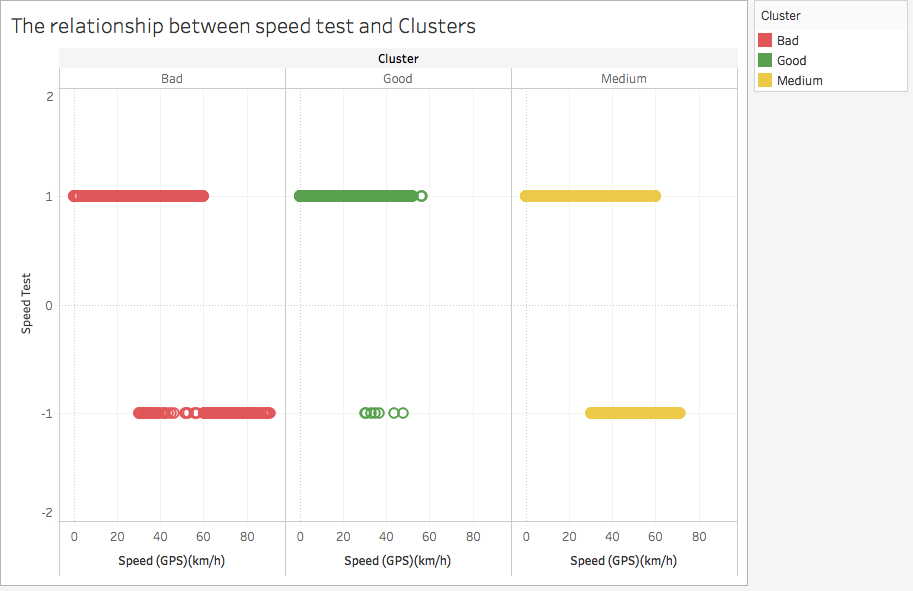 The relationship between speed test and Clusters
Cluster
Bad Good Medium
2
1
0
-1
-2
Speed Test
0 20 40 60 80 0 20 40 60 80 0 20 40 60 80
Speed (GPS)(km/h) Speed (GPS)(km/h) Speed (GPS)(km/h)
Cluster
Bad
Good
Medium